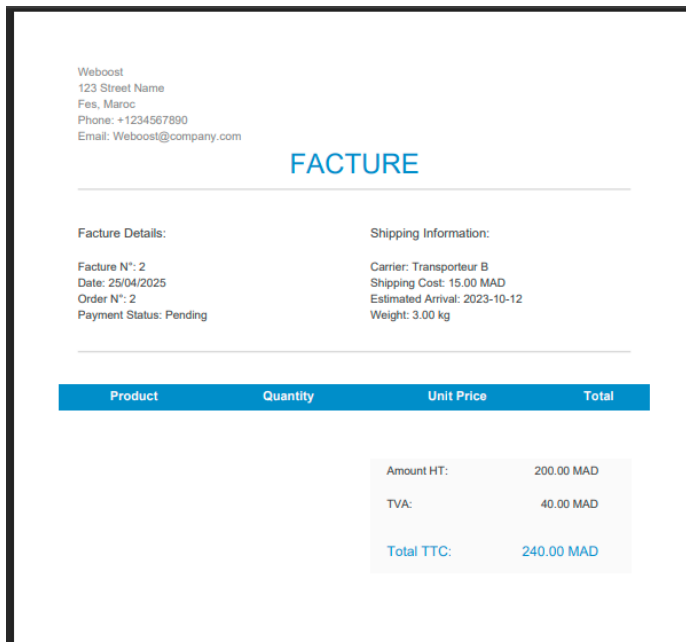 Weboost
123 Street Name
Fes, Maroc
Phone: +1234567890
Email: Weboost@company.com
FACTURE
Facture Details:
Facture N°: 2
Date: 25/04/2025
Order N°: 2
Payment Status: Pending
Shipping Information:
Carrier: Transporteur B
Shipping Cost: 15.00 MAD
Estimated Arrival: 2023-10-12
Weight: 3.00 kg
Product Quantity Unit Price Total
Amount HT: 200.00 MAD
TVA: 40.00 MAD
Total TTC: 240.00 MAD